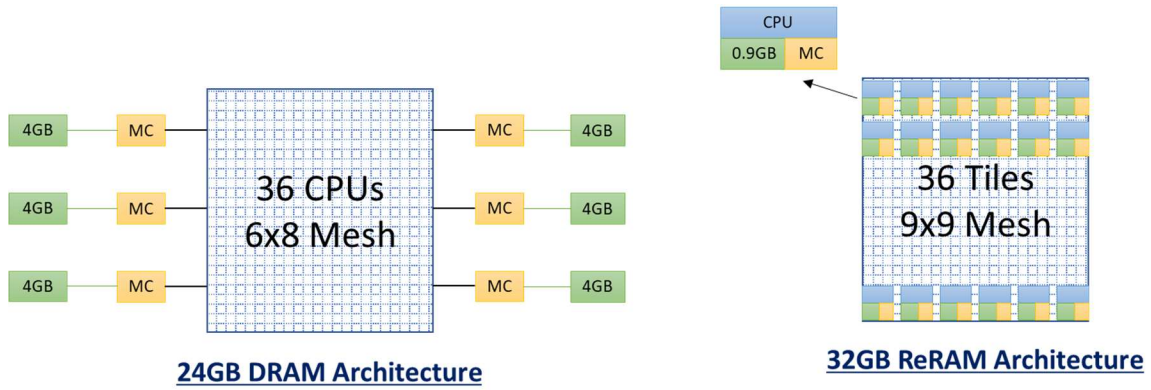 4GB
MC
MC
4GB
4GB
MC
MC
4GB
4GB
MC
MC
4GB
36 CPUs
6x8 Mesh
24GB DRAM Architecture
CPU
0.9GB
MC
36 Tiles
9x9 Mesh
32GB ReRAM Architecture